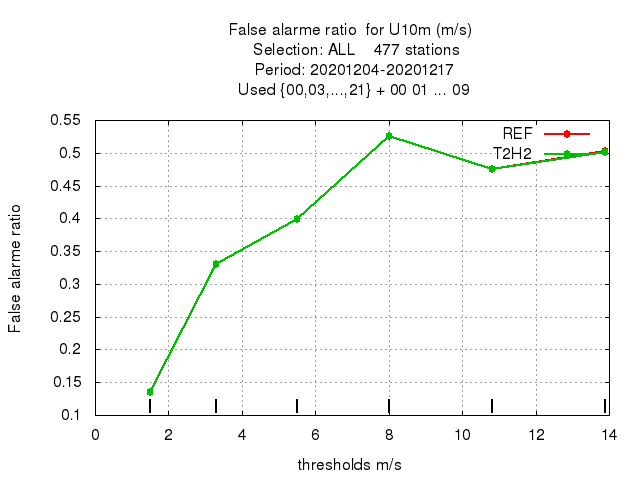 False alarme ratio  for U10m (m/s)
Selection: ALL    477 stations
Period: 20201204-20201217
Used {00,03,...,21} + 00 01 ... 09
REF
T2H2
False alarme ratio
0.55
0.5
0.45
0.4
0.35
0.3
0.25
0.2
0.15
0.1
0 2 4 6 8 10 12 14
thresholds m/s